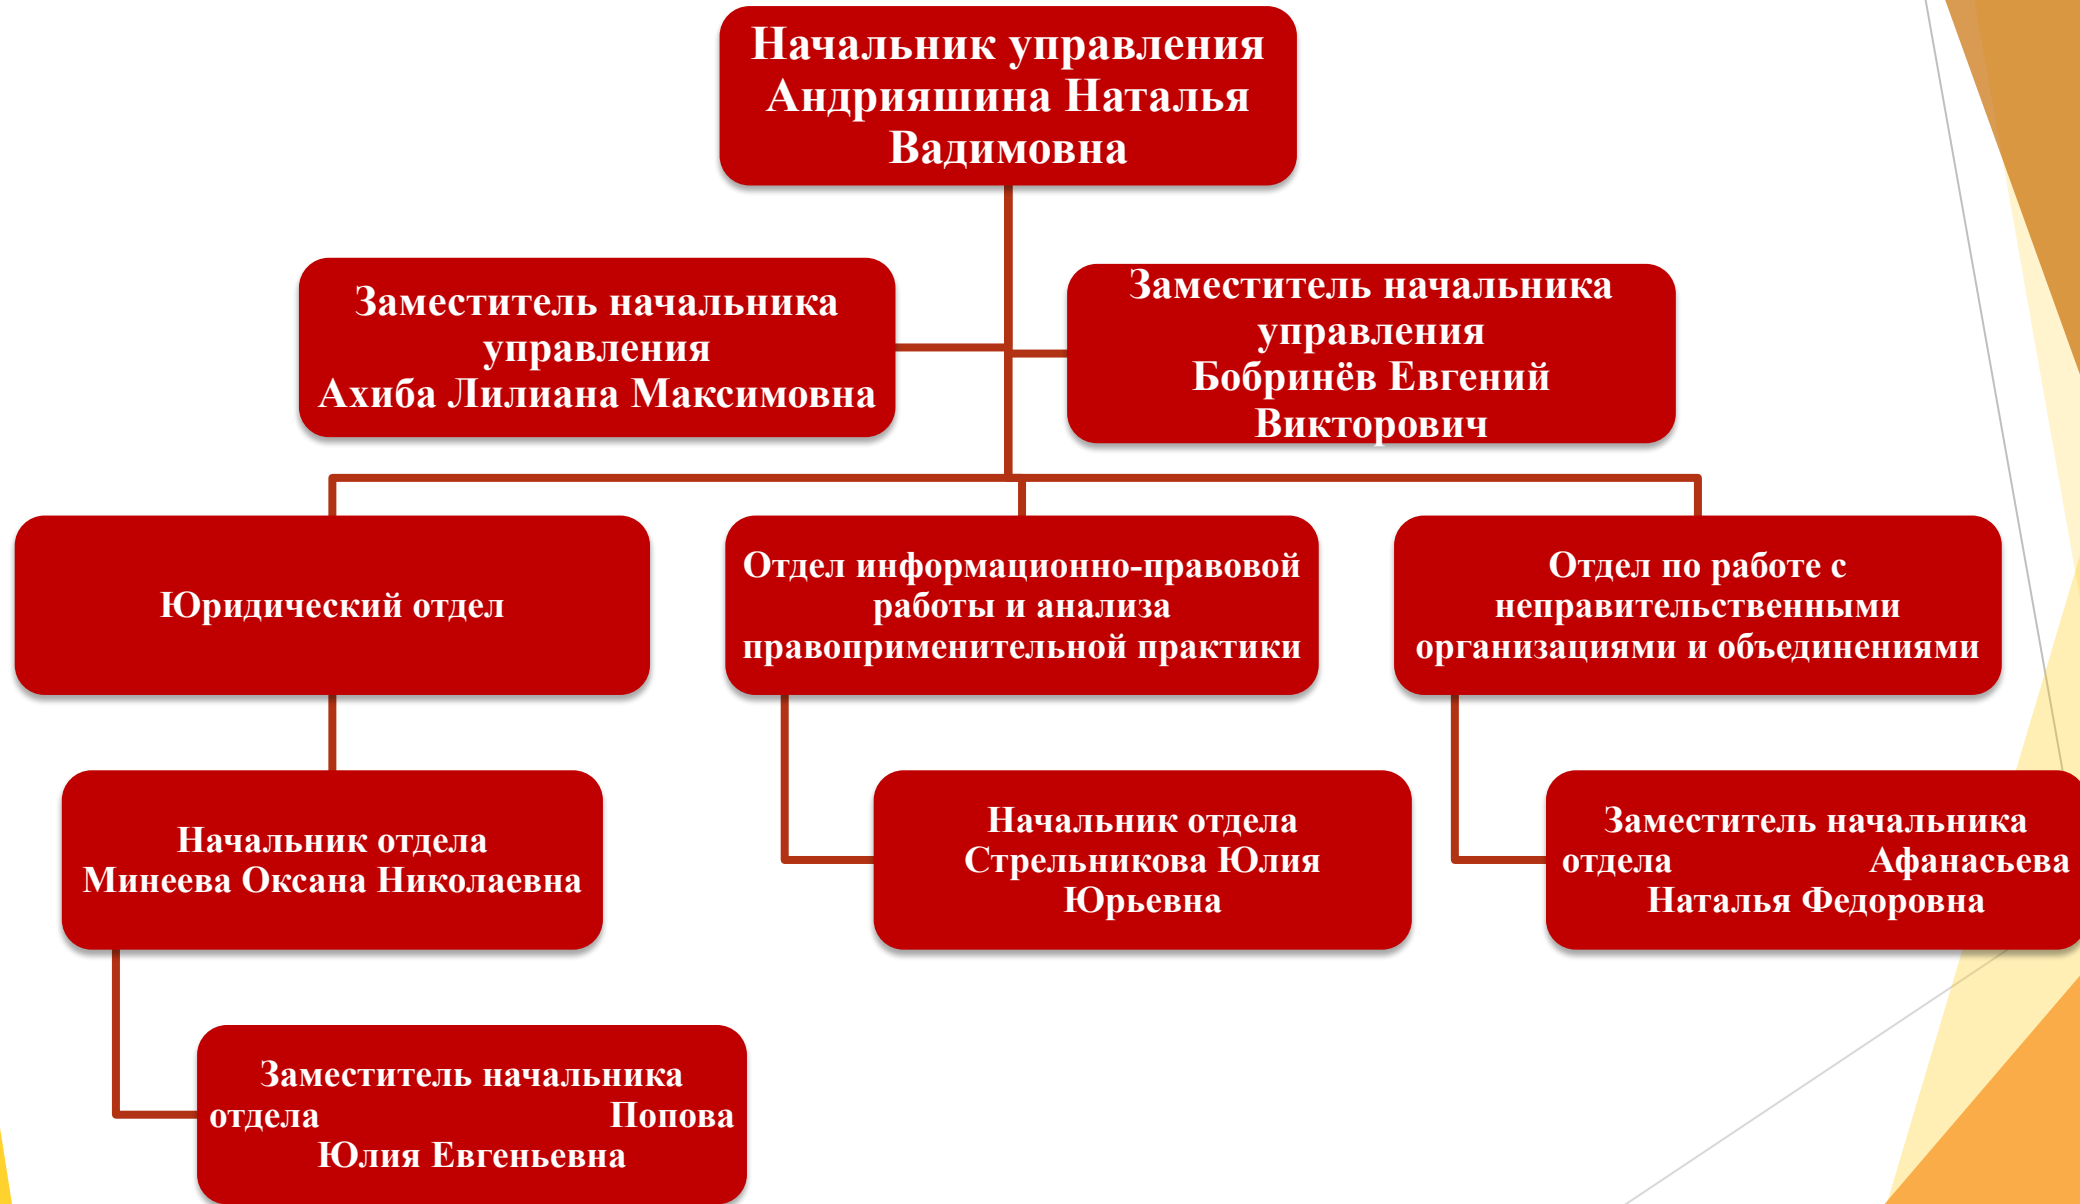 Начальник управления
Андрияшина Наталья
Вадимовна
Заместитель начальника
управления
Ахиба Лилиана Максимовна
Заместитель начальника
управления
Бобринёв Евгений
Викторович
Юридический отдел
Отдел информационно-правовой
работы и анализа
правоприменительной практики
Отдел по работе с
неправительственными
организациями и объединениями
Начальник отдела
Минеева Оксана Николаевна
Начальник отдела
Стрельникова Юлия
Юрьевна
Заместитель начальника
отдела Афанасьева
Наталья Федоровна
Заместитель начальника
отдела Попова
Юлия Евгеньевна